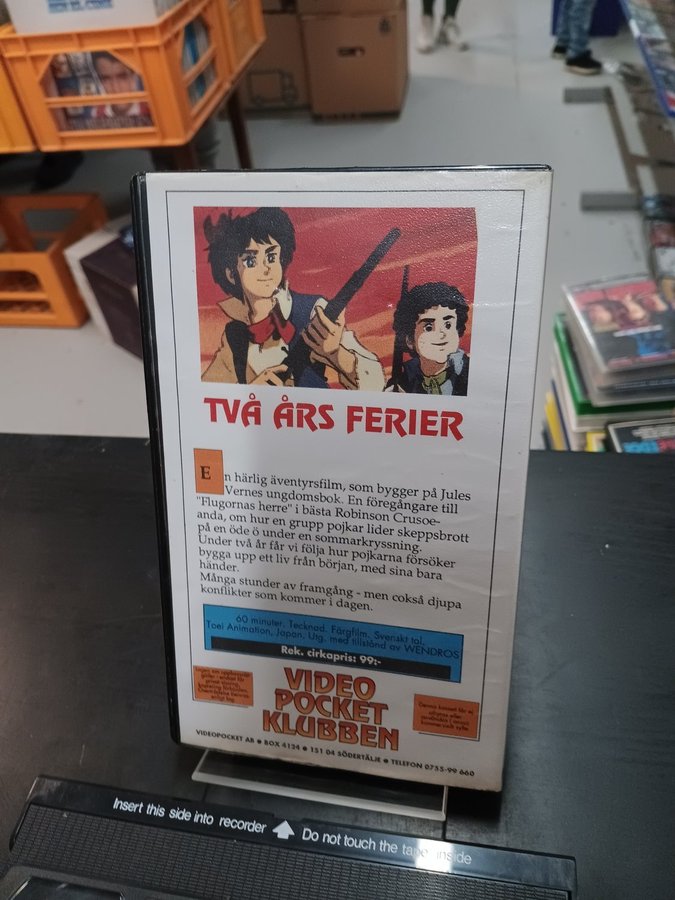 TVÅ ÅRS FERIER
En härlig äventyrsfilm, som bygger på Jules
Vernes ungdomsbok. En föregångare till
"Flugornas herre" i bästa Robinson Crusoe-
anda, om hur en grupp pojkar lider skeppsbrott
på en öde ö under en sommarkryssning.
Under två år får vi följa hur pojkarna försöker
bygga upp ett liv från början, med sina bara
händer.
Många stunder av framgång - men cokså djupa
konflikter som kommer i dagen.
60 minuter. Tecknad. Färgfilm. Svenskt tal.
Toei Animation, Japan. Utg. med tillstånd av WENDROS
Rek. cirkapris: 99:-
VIDEO
POCKET
KLUBBEN
VIDEOPOCKET AB • BOX 4124 • 151 04 SÖDERTÄLJE • TELEFON 0755-99 660
Insert this side into recorder Do not touch the tape inside